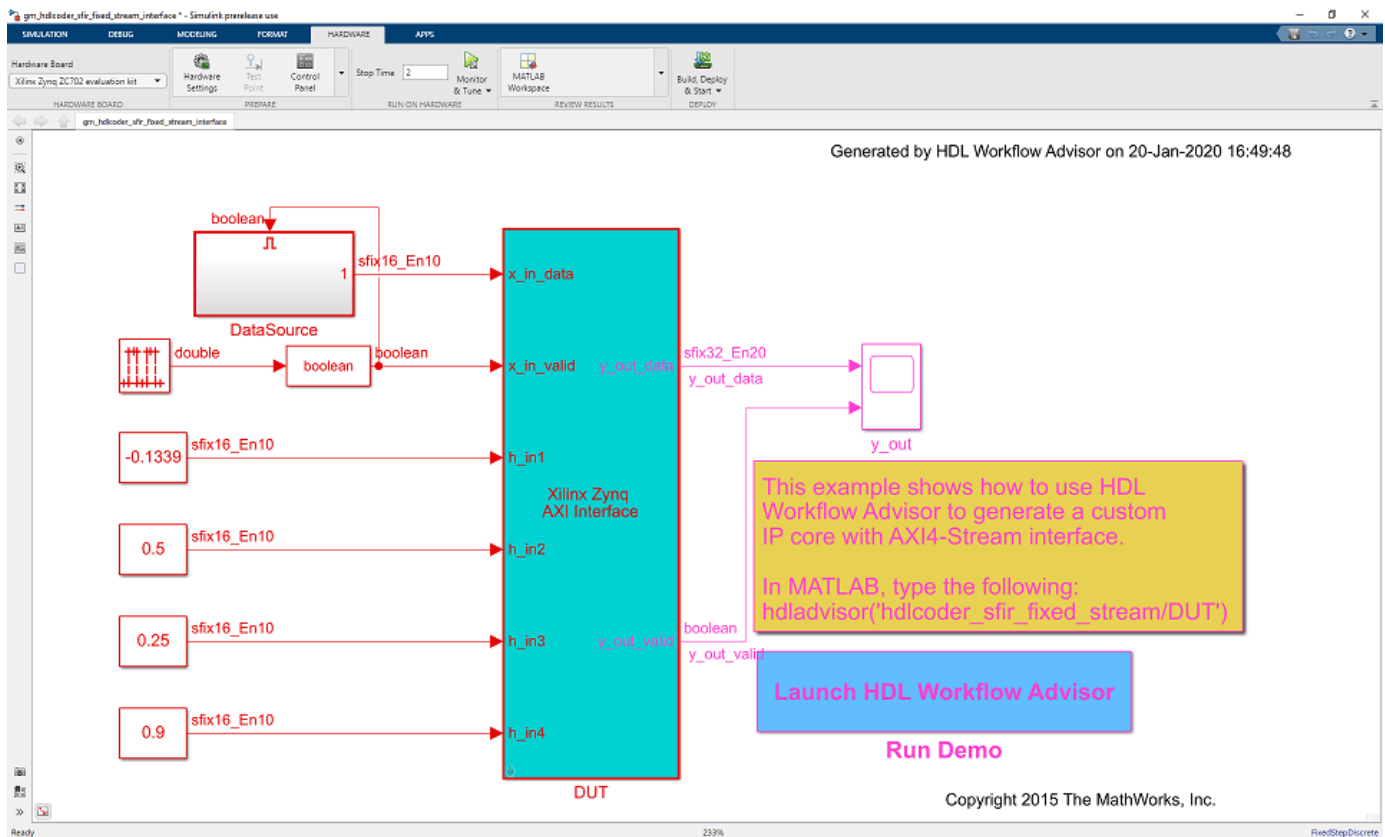 gm_hdlcoder_sfir_fixed_stream_interface * - Simulink prerelease use
SIMULATION DEBUG MODELING FORMAT HARDWARE APPS
Hardware Board
Xilinx Zynq ZC702 evaluation kit
Hardware Settings
Test Point
Control Panel
Stop Time 2
Monitor & Tune
MATLAB Workspace
Build, Deploy & Start
HARDWARE BOARD PREPARE RUN ON HARDWARE REVIEW RESULTS DEPLOY
gm_hdlcoder_sfir_fixed_stream_interface
Generated by HDL Workflow Advisor on 20-Jan-2020 16:49:48
boolean
1
sfix16_En10
x_in_data
DataSource
double
boolean
boolean
x_in_valid
y_out_data
sfix32_En20
y_out_data
y_out
-0.1339
sfix16_En10
h_in1
Xilinx Zynq
AXI Interface
0.5
sfix16_En10
h_in2
0.25
sfix16_En10
h_in3
y_out_valid
boolean
y_out_valid
0.9
sfix16_En10
h_in4
DUT
This example shows how to use HDL
Workflow Advisor to generate a custom
IP core with AXI4-Stream interface.
In MATLAB, type the following:
hdladvisor('hdlcoder_sfir_fixed_stream/DUT')
Launch HDL Workflow Advisor
Run Demo
Copyright 2015 The MathWorks, Inc.
Ready 233% FixedStepDiscrete